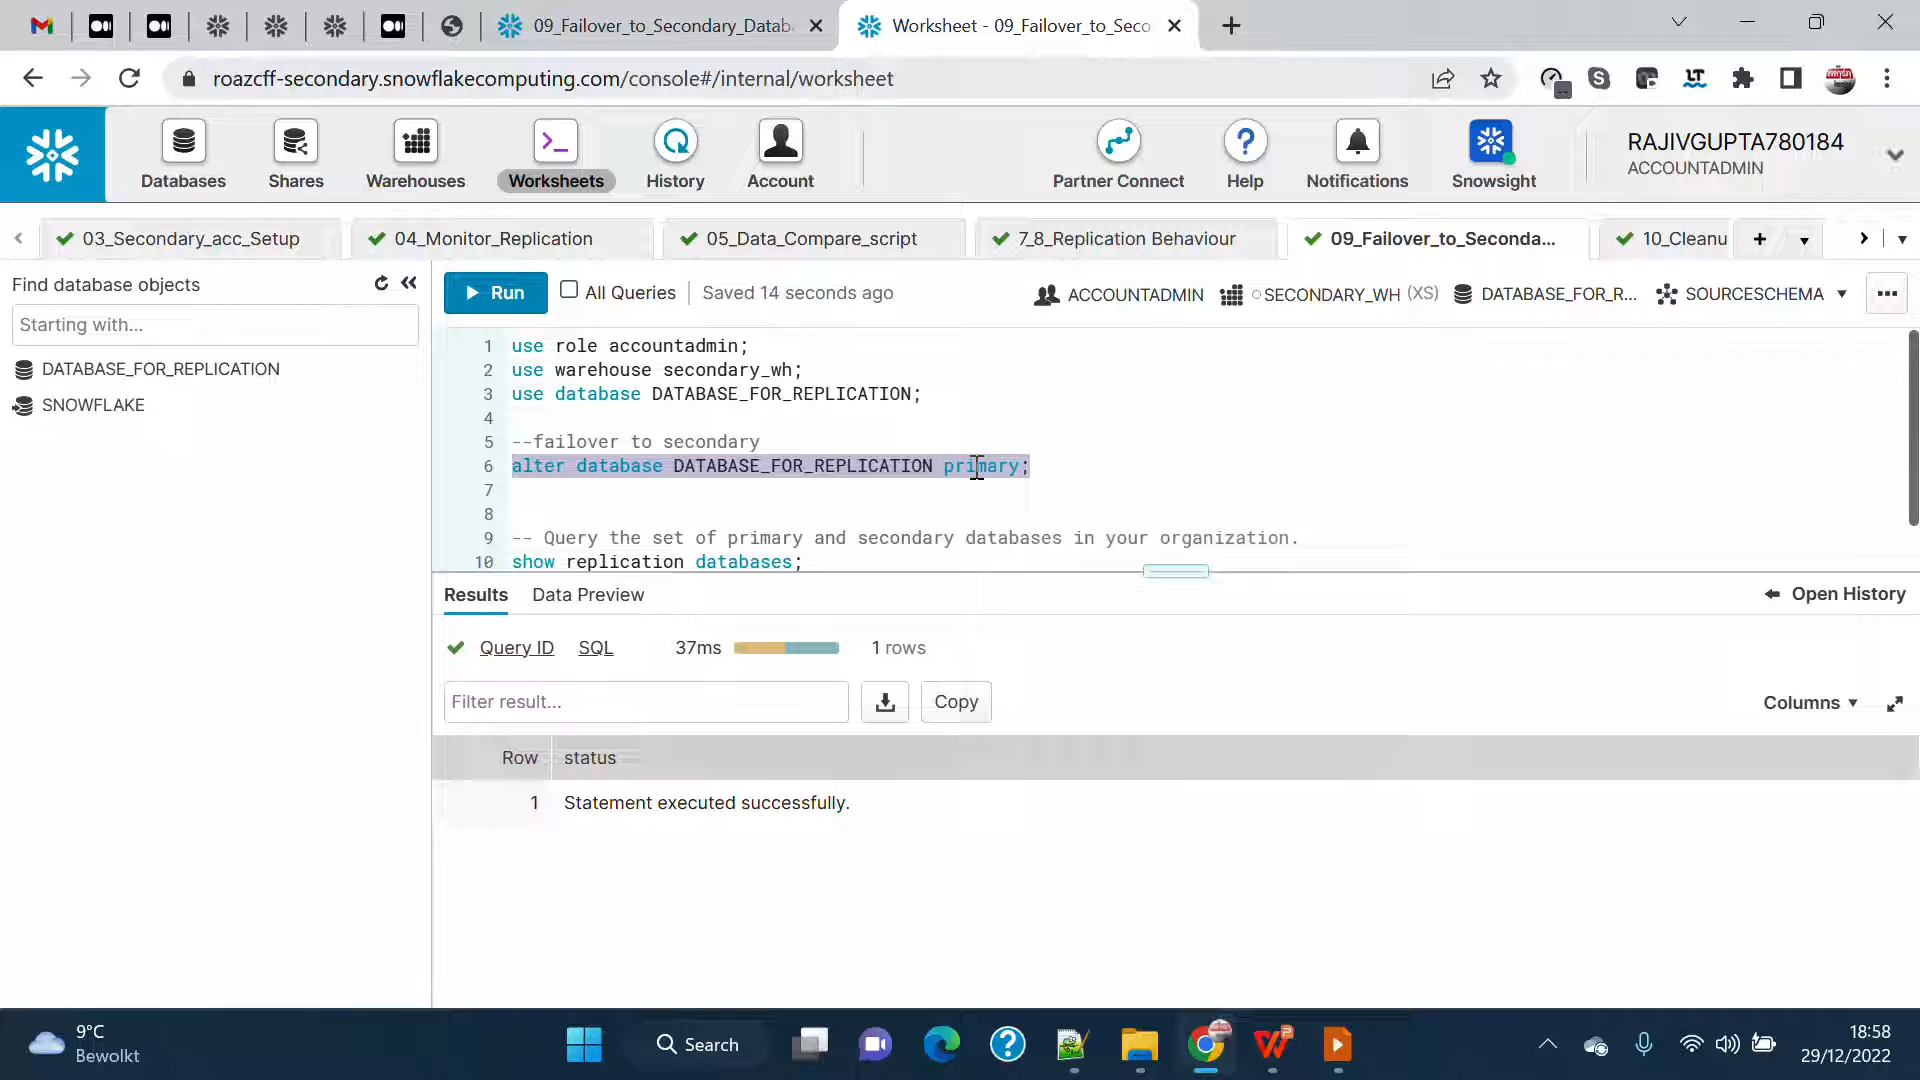 09_Failover_to_Secondary_Datab
Worksheet - 09_Failover_to_Seco
roazcff-secondary.snowflakecomputing.com/console#/internal/worksheet
Databases
Shares
Warehouses
Worksheets
History
Account
Partner Connect
Help
Notifications
Snowsight
RAJIVGUPTA780184
ACCOUNTADMIN
03_Secondary_acc_Setup
04_Monitor_Replication
05_Data_Compare_script
7_8_Replication Behaviour
09_Failover_to_Seconda...
10_Cleanu
Find database objects
Starting with...
DATABASE_FOR_REPLICATION
SNOWFLAKE
Run
All Queries
Saved 14 seconds ago
ACCOUNTADMIN
SECONDARY_WH (XS)
DATABASE_FOR_R...
SOURCESCHEMA
1 use role accountadmin;
2 use warehouse secondary_wh;
3 use database DATABASE_FOR_REPLICATION;
4
5 --failover to secondary
6 alter database DATABASE_FOR_REPLICATION primary;
7
8
9 -- Query the set of primary and secondary databases in your organization.
10 show replication databases;
Results
Data Preview
Open History
Query ID
SQL
37ms
1 rows
Filter result...
Copy
Columns
Row status
1 Statement executed successfully.
9°C
Bewolkt
Search
18:58
29/12/2022